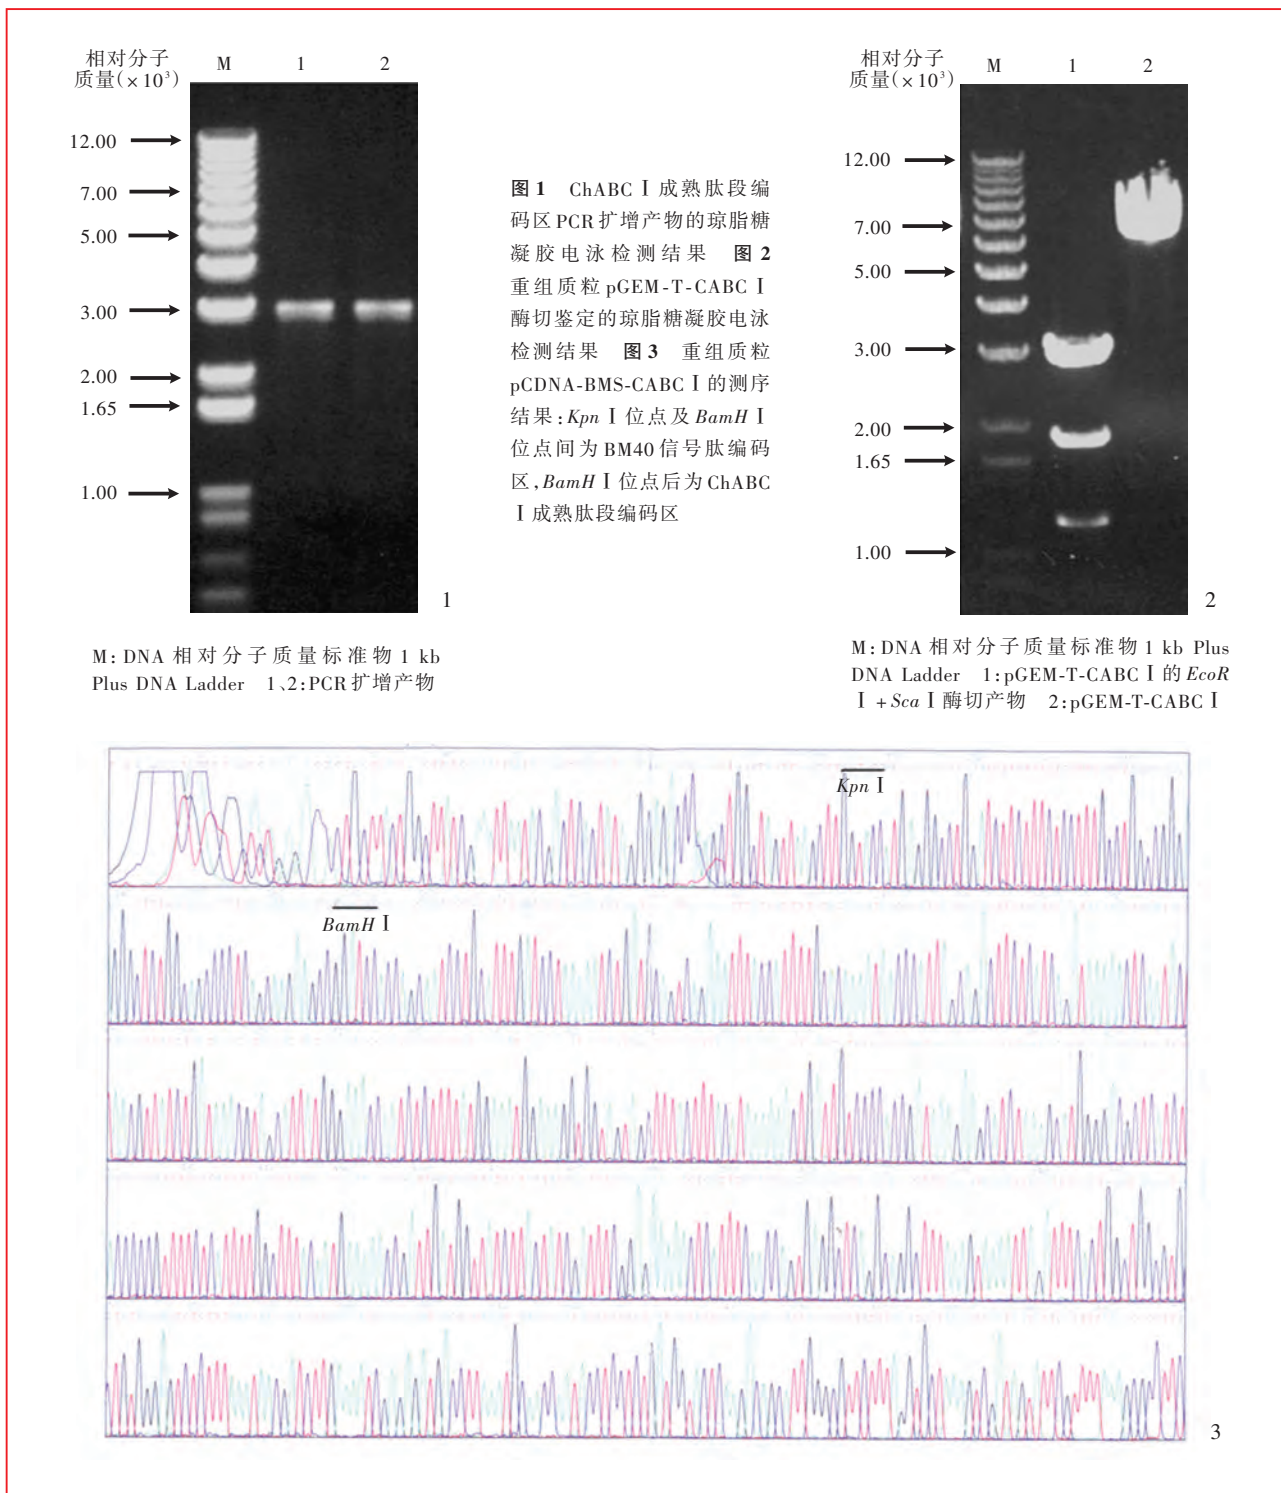 相对分子
质量(×10³)
M 1 2
12.00
7.00
5.00
3.00
2.00
1.65
1.00
1
M:DNA 相对分子质量标准物 1 kb
Plus DNA Ladder 1、2:PCR 扩增产物
图 1 ChABC Ⅰ 成熟肽段编
码区 PCR 扩增产物的琼脂糖
凝胶电泳检测结果 图 2
重组质粒 pGEM-T-CABC Ⅰ
酶切鉴定的琼脂糖凝胶电泳
检测结果 图 3 重组质粒
pCDNA-BMS-CABC Ⅰ 的测序
结果:Kpn Ⅰ 位点及 BamH Ⅰ
位点间为 BM40 信号肽编码
区,BamH Ⅰ 位点后为 ChABC
Ⅰ 成熟肽段编码区
相对分子
质量(×10³)
M 1 2
12.00
7.00
5.00
3.00
2.00
1.65
1.00
2
M:DNA 相对分子质量标准物 1 kb Plus
DNA Ladder 1:pGEM-T-CABC Ⅰ 的 EcoR
Ⅰ + Sca Ⅰ 酶切产物 2:pGEM-T-CABC Ⅰ
Kpn Ⅰ
BamH Ⅰ
3